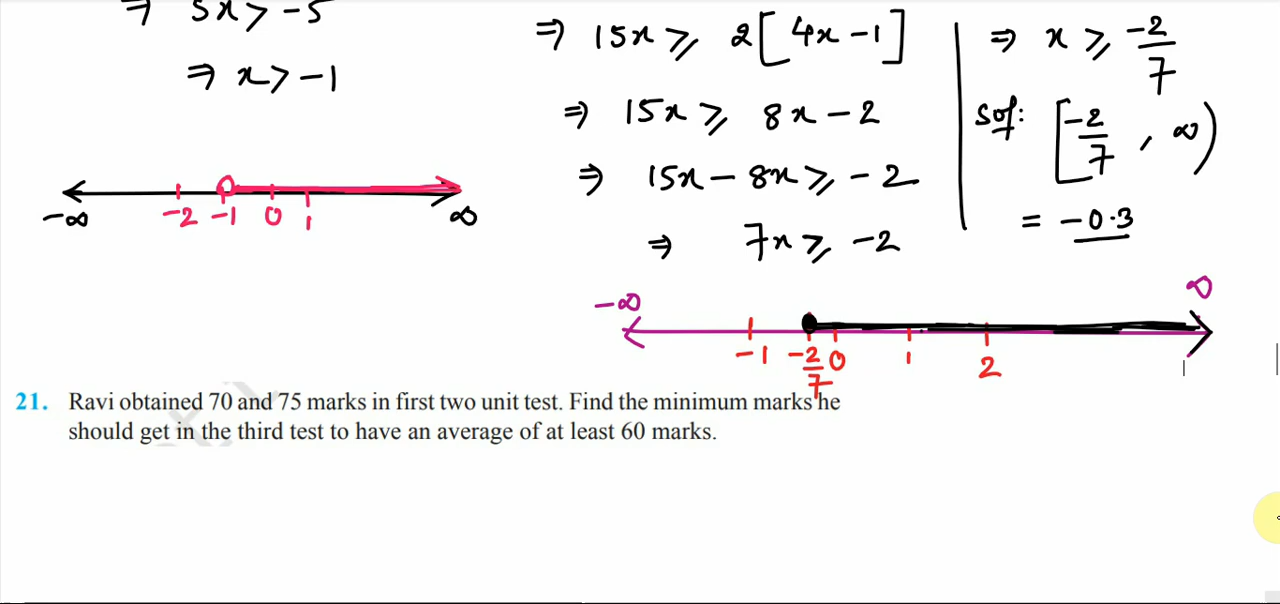 ⇒ 5x > -5
⇒ x > -1
-∞ -2 -1 0 1 ∞
⇒ 15x ⩾ 2[4x-1]
⇒ 15x ⩾ 8x-2
⇒ 15x-8x ⩾ -2
⇒ 7x ⩾ -2
⇒ x ⩾ -2/7
Sol: [-2/7, ∞)
= -0.3
-∞ ∞
-1 -2/7 0 1 2
21. Ravi obtained 70 and 75 marks in first two unit test. Find the minimum marks he
should get in the third test to have an average of at least 60 marks.